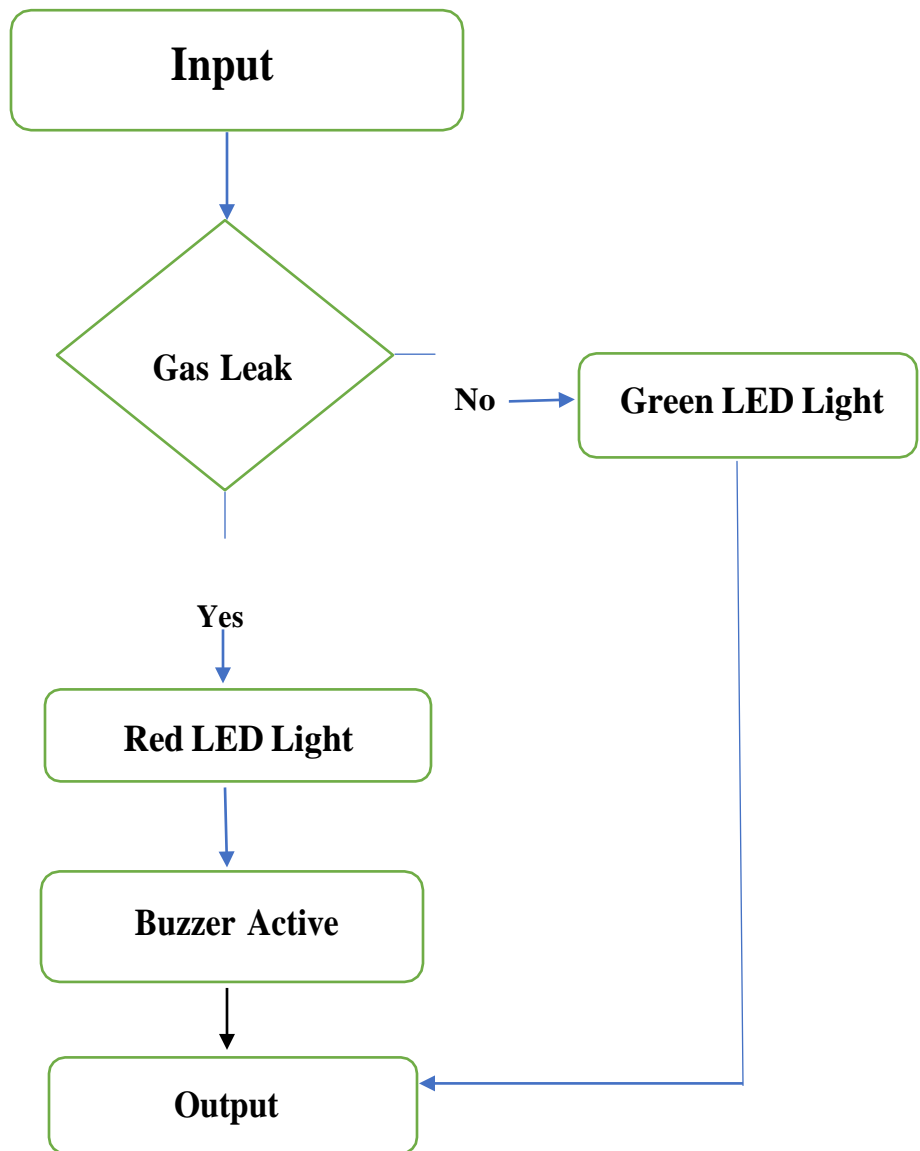 Input
Gas Leak
No
Green LED Light
Yes
Red LED Light
Buzzer Active
Output